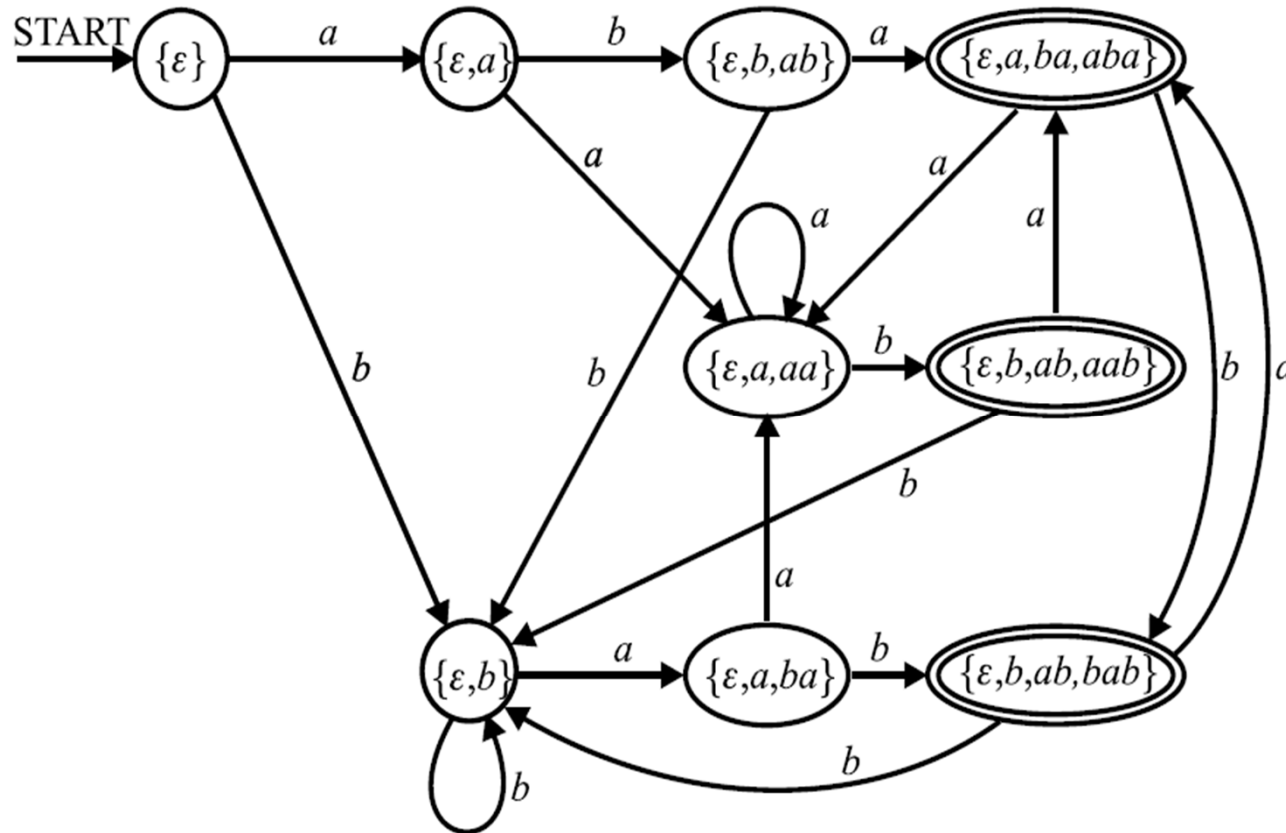 START
{ε}
a
{ε,a}
b
{ε,b,ab}
a
{ε,a,ba,aba}
a
a
a
a
b
b
{ε,a,aa}
b
{ε,b,ab,aab}
b
a
b
a
{ε,b}
a
{ε,a,ba}
b
{ε,b,ab,bab}
b
b